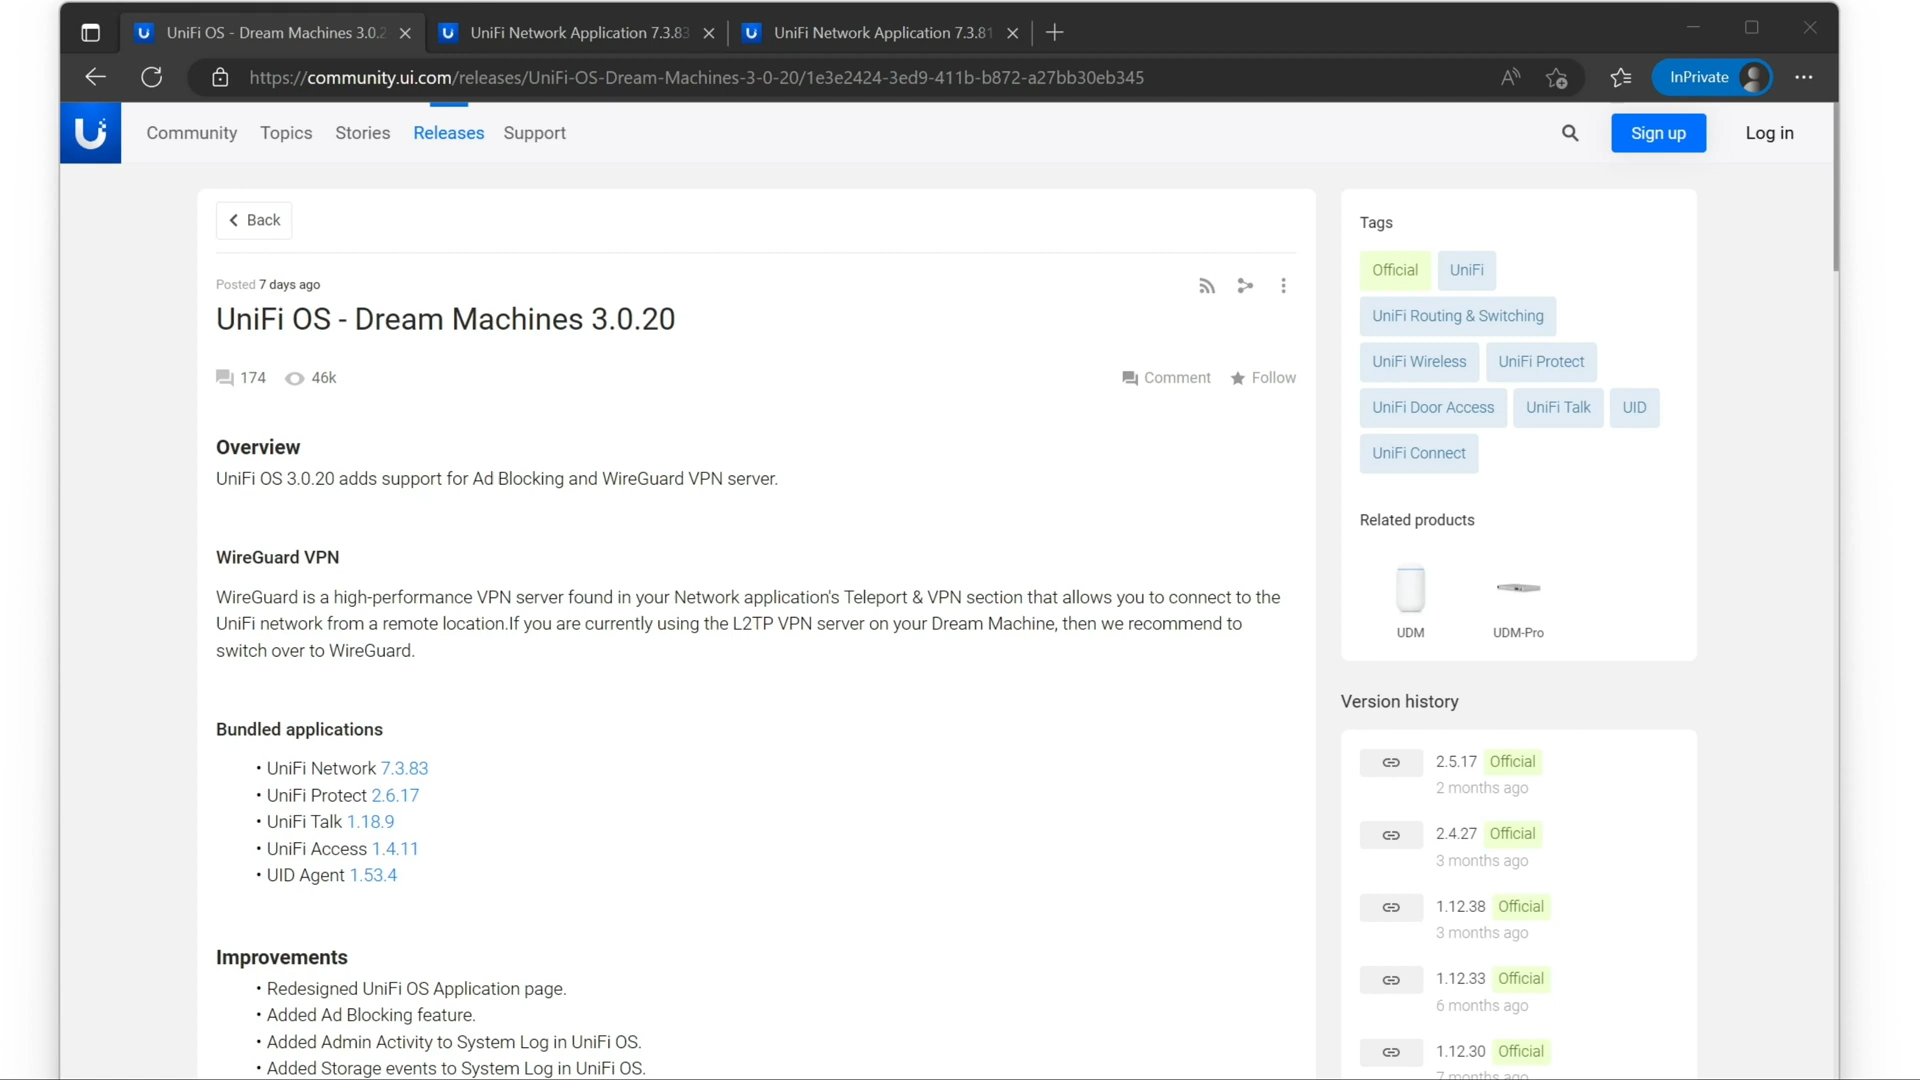 UniFi OS - Dream Machines 3.0.2
UniFi Network Application 7.3.83
UniFi Network Application 7.3.81
https://community.ui.com/releases/UniFi-OS-Dream-Machines-3-0-20/1e3e2424-3ed9-411b-b872-a27bb30eb345
InPrivate
Community Topics Stories Releases Support
Sign up
Log in
Back
Posted 7 days ago
UniFi OS - Dream Machines 3.0.20
174 46k
Comment Follow
Overview
UniFi OS 3.0.20 adds support for Ad Blocking and WireGuard VPN server.
WireGuard VPN
WireGuard is a high-performance VPN server found in your Network application's Teleport & VPN section that allows you to connect to the
UniFi network from a remote location.If you are currently using the L2TP VPN server on your Dream Machine, then we recommend to
switch over to WireGuard.
Bundled applications
• UniFi Network 7.3.83
• UniFi Protect 2.6.17
• UniFi Talk 1.18.9
• UniFi Access 1.4.11
• UID Agent 1.53.4
Improvements
• Redesigned UniFi OS Application page.
• Added Ad Blocking feature.
• Added Admin Activity to System Log in UniFi OS.
• Added Storage events to System Log in UniFi OS.
Tags
Official UniFi
UniFi Routing & Switching
UniFi Wireless UniFi Protect
UniFi Door Access UniFi Talk UID
UniFi Connect
Related products
UDM UDM-Pro
Version history
2.5.17 Official
2 months ago
2.4.27 Official
3 months ago
1.12.38 Official
3 months ago
1.12.33 Official
6 months ago
1.12.30 Official
7 months ago